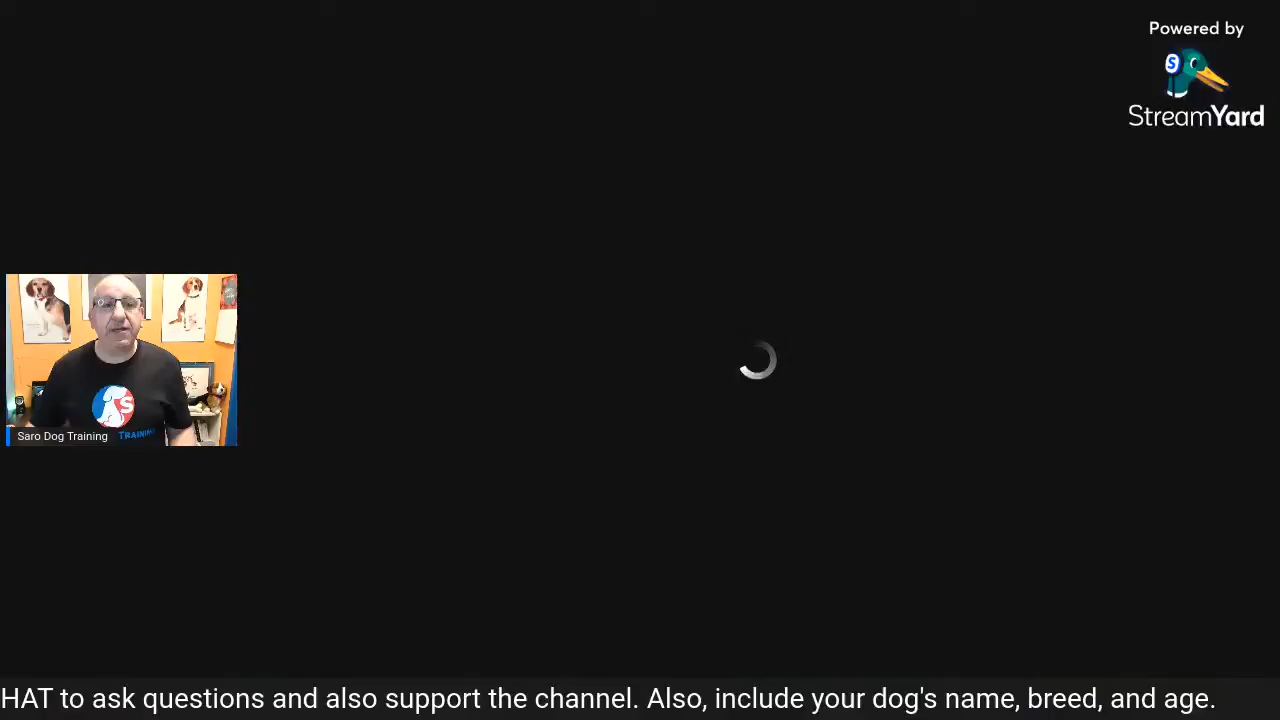 Powered by
S
StreamYard
S
TRAINING
Saro Dog Training
HAT to ask questions and also support the channel. Also, include your dog's name, breed, and age.